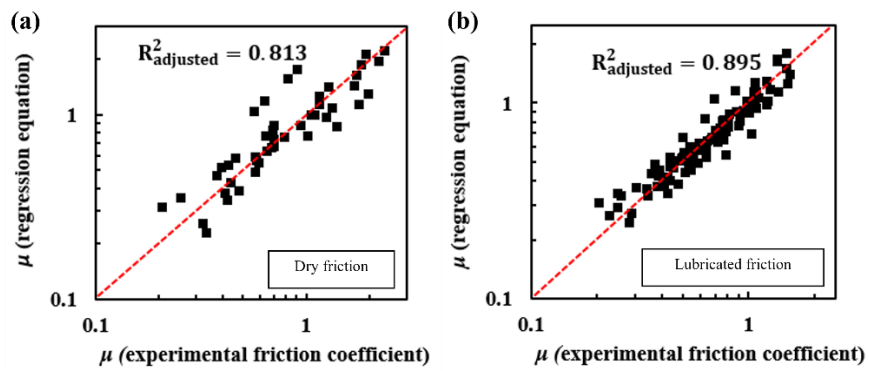 (a)
R²adjusted = 0.813
1
0.1
0.1
1
μ (regression equation)
μ (experimental friction coefficient)
Dry friction
(b)
R²adjusted = 0.895
1
0.1
0.1
1
μ (regression equation)
μ (experimental friction coefficient)
Lubricated friction